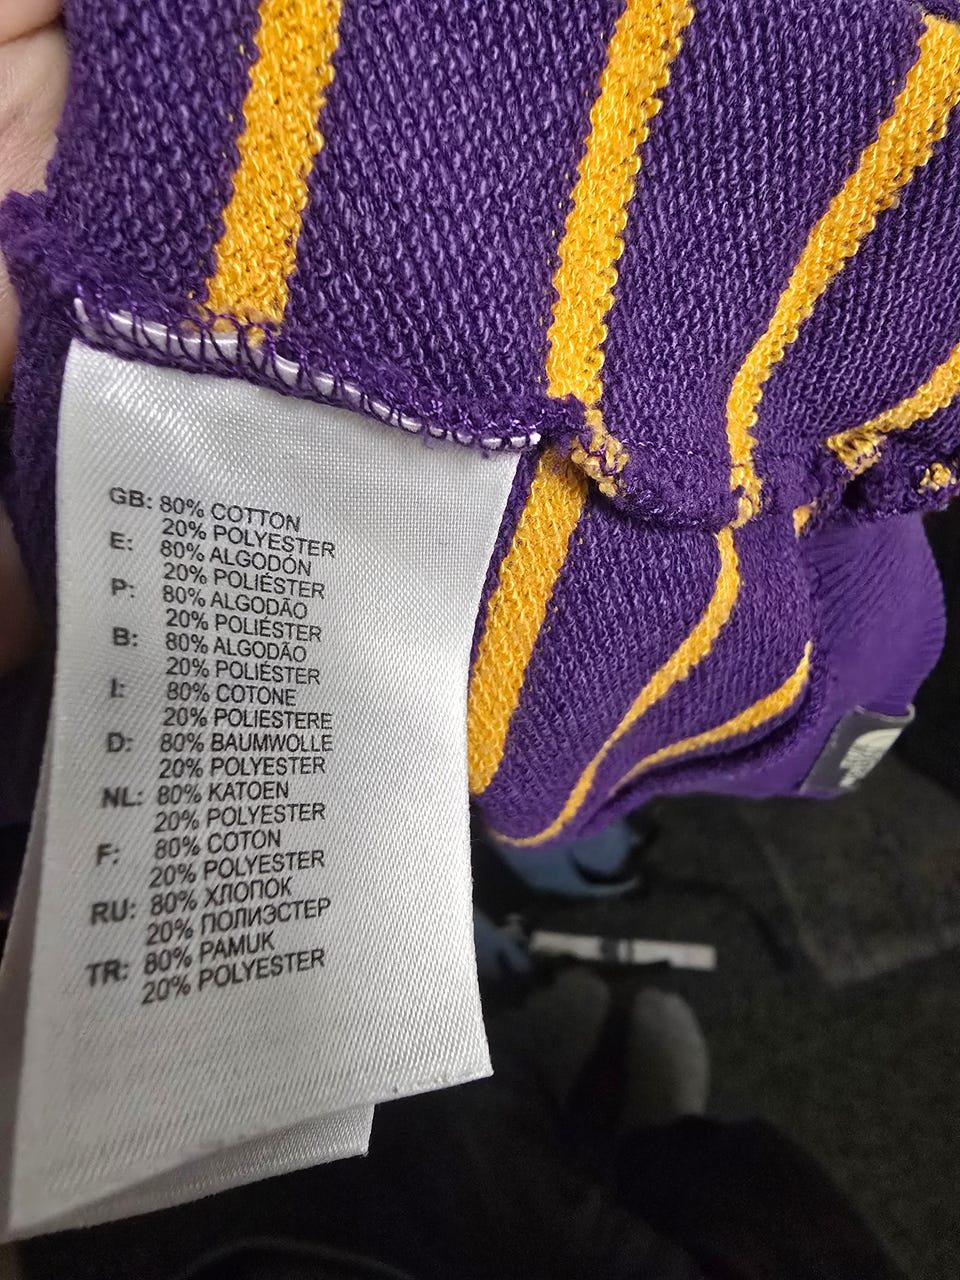 GB: 80% COTTON
20% POLYESTER
E: 80% ALGODÓN
20% POLIÉSTER
P: 80% ALGODÃO
20% POLIÉSTER
B: 80% ALGODÃO
20% POLIÉSTER
I: 80% COTONE
20% POLIESTERE
D: 80% BAUMWOLLE
20% POLYESTER
NL: 80% KATOEN
20% POLYESTER
F: 80% COTON
20% POLYESTER
RU: 80% ХЛОПОК
20% ПОЛИЭСТЕР
TR: 80% PAMUK
20% POLYESTER